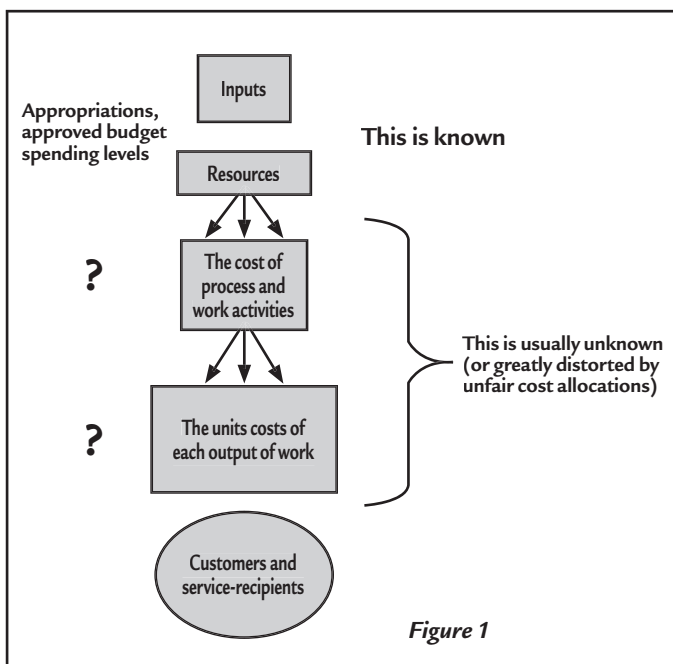 Inputs
Appropriations,
approved budget
spending levels
This is known
Resources
?
The cost of
process and
work activities
This is usually unknown
(or greatly distorted by
unfair cost allocations)
?
The units costs of
each output of work
Customers and
service-recipients
Figure 1